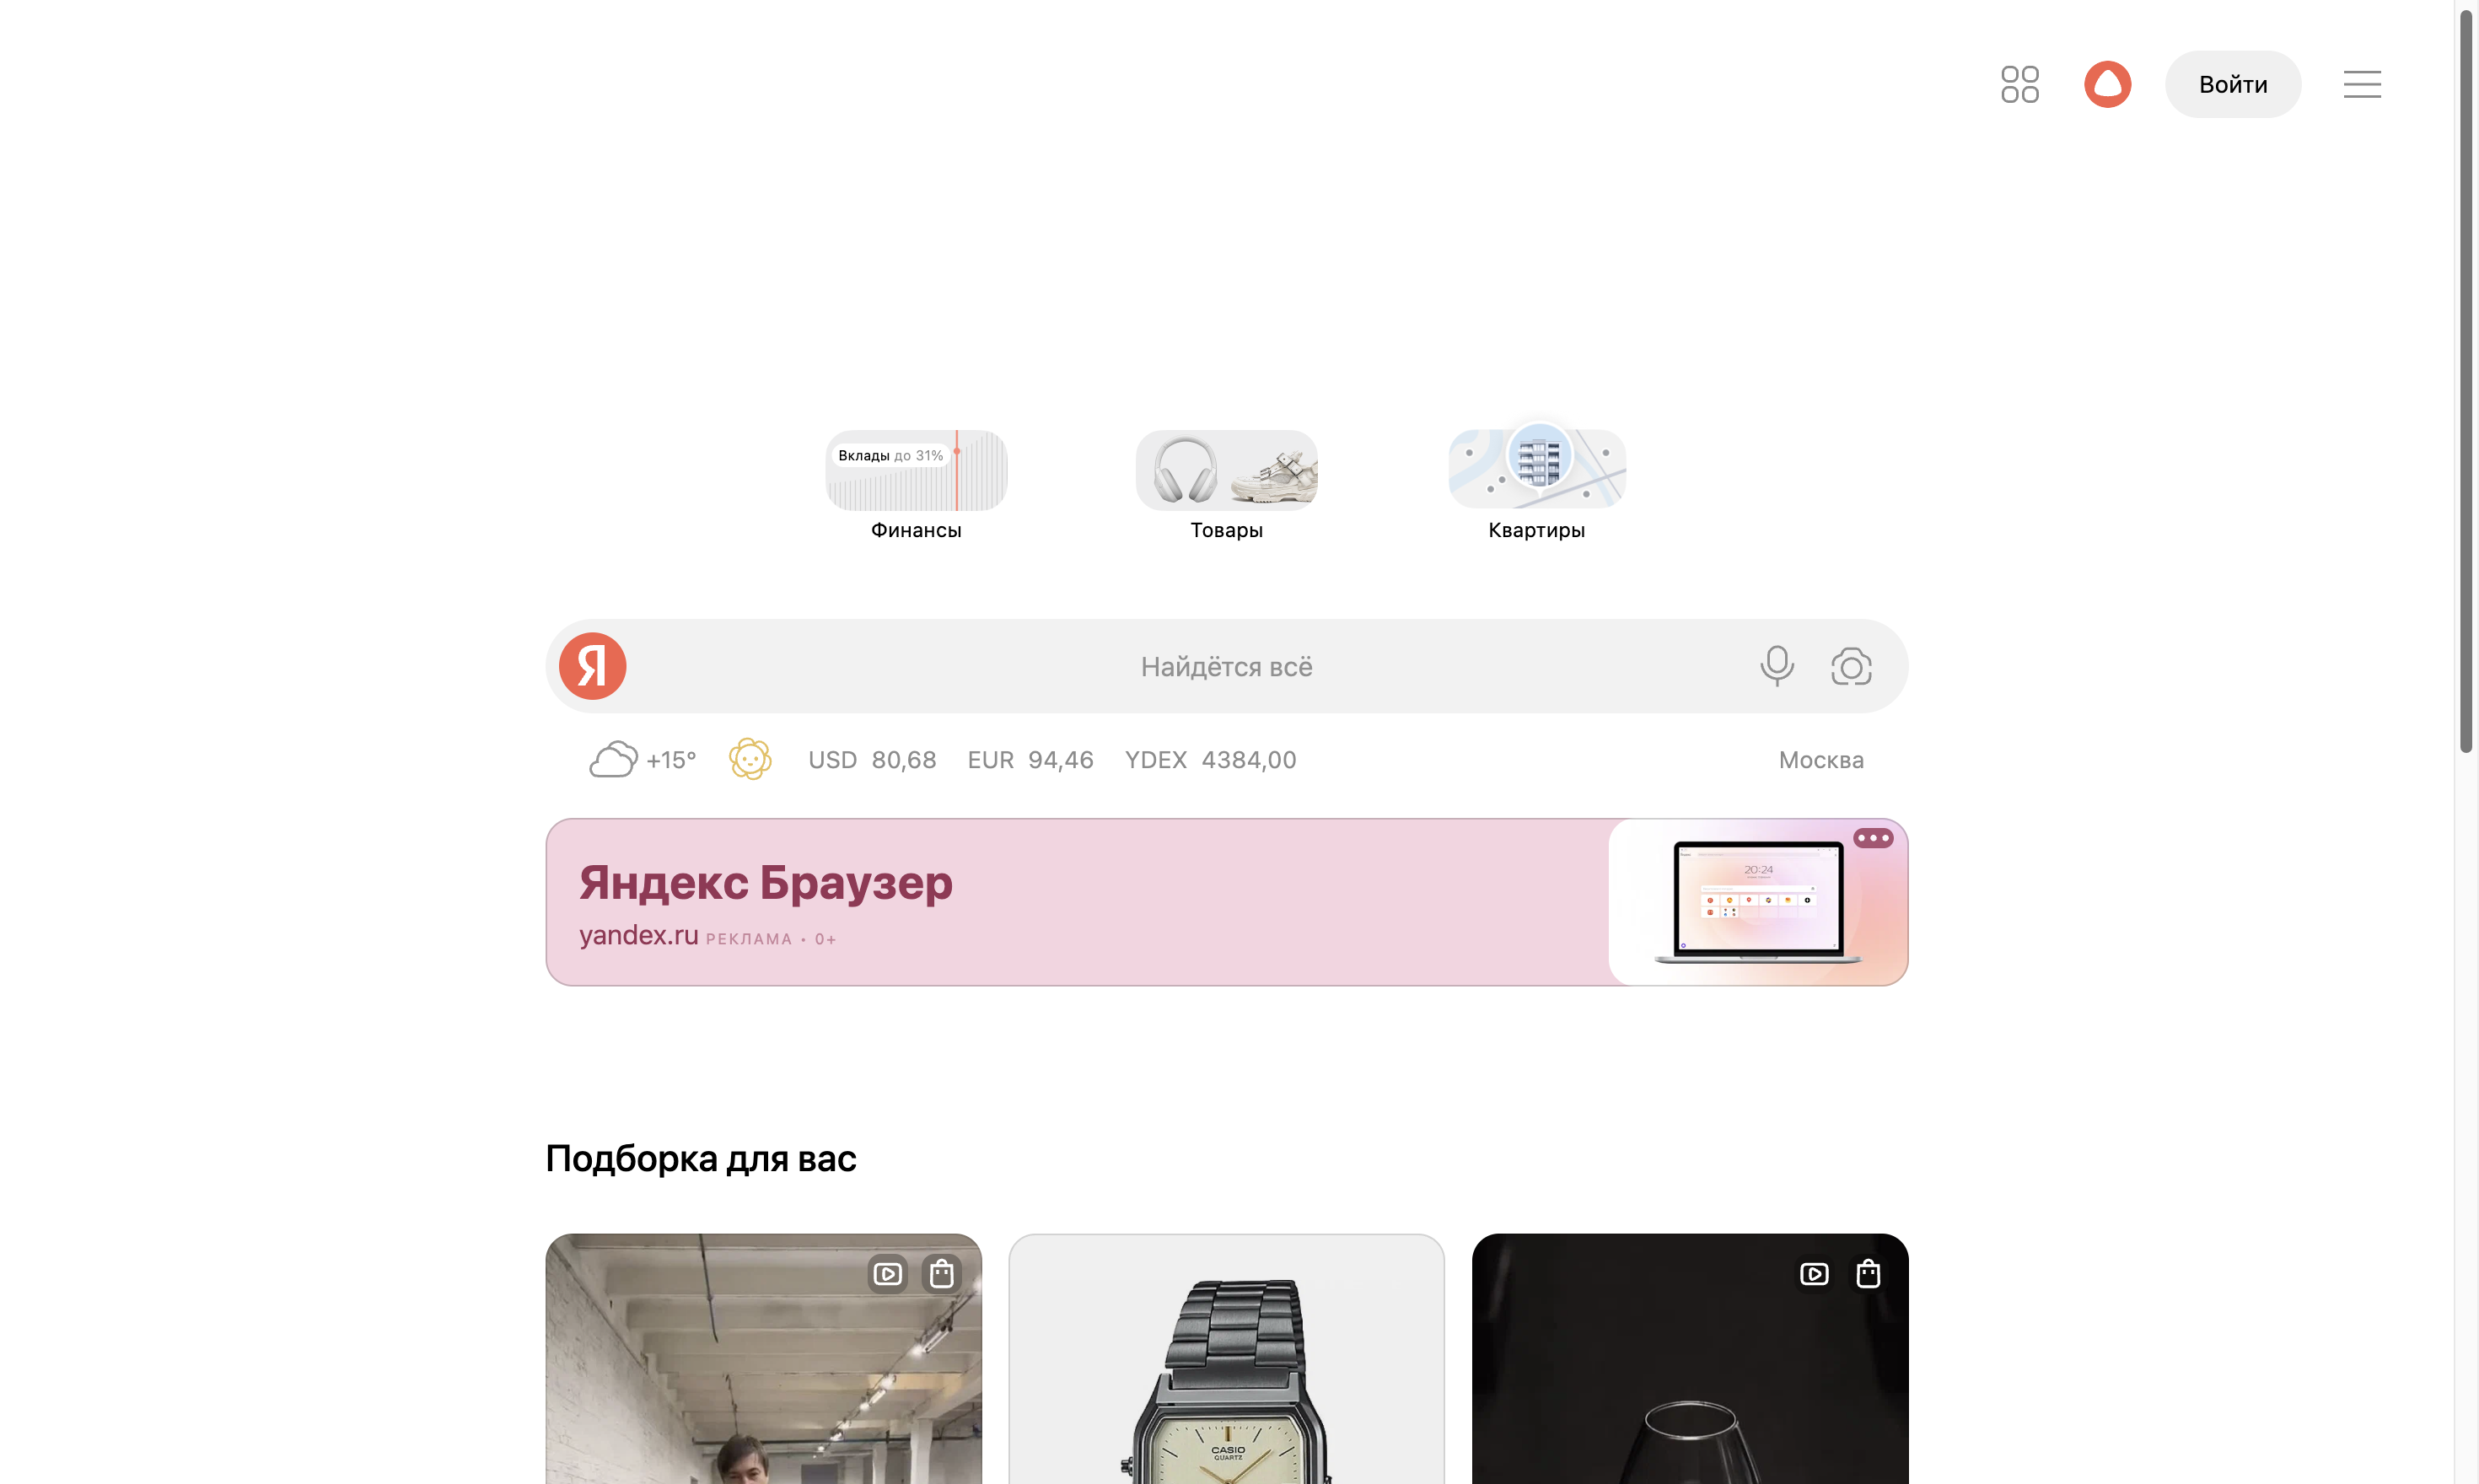 Войти
Вклады до 31%
Финансы
Товары
Квартиры
Я
Найдётся всё
+15°
USD 80,68 EUR 94,46 YDEX 4384,00
Москва
Яндекс Браузер
yandex.ru РЕКЛАМА • 0+
20:24
Подборка для вас
CASIO
QUARTZ